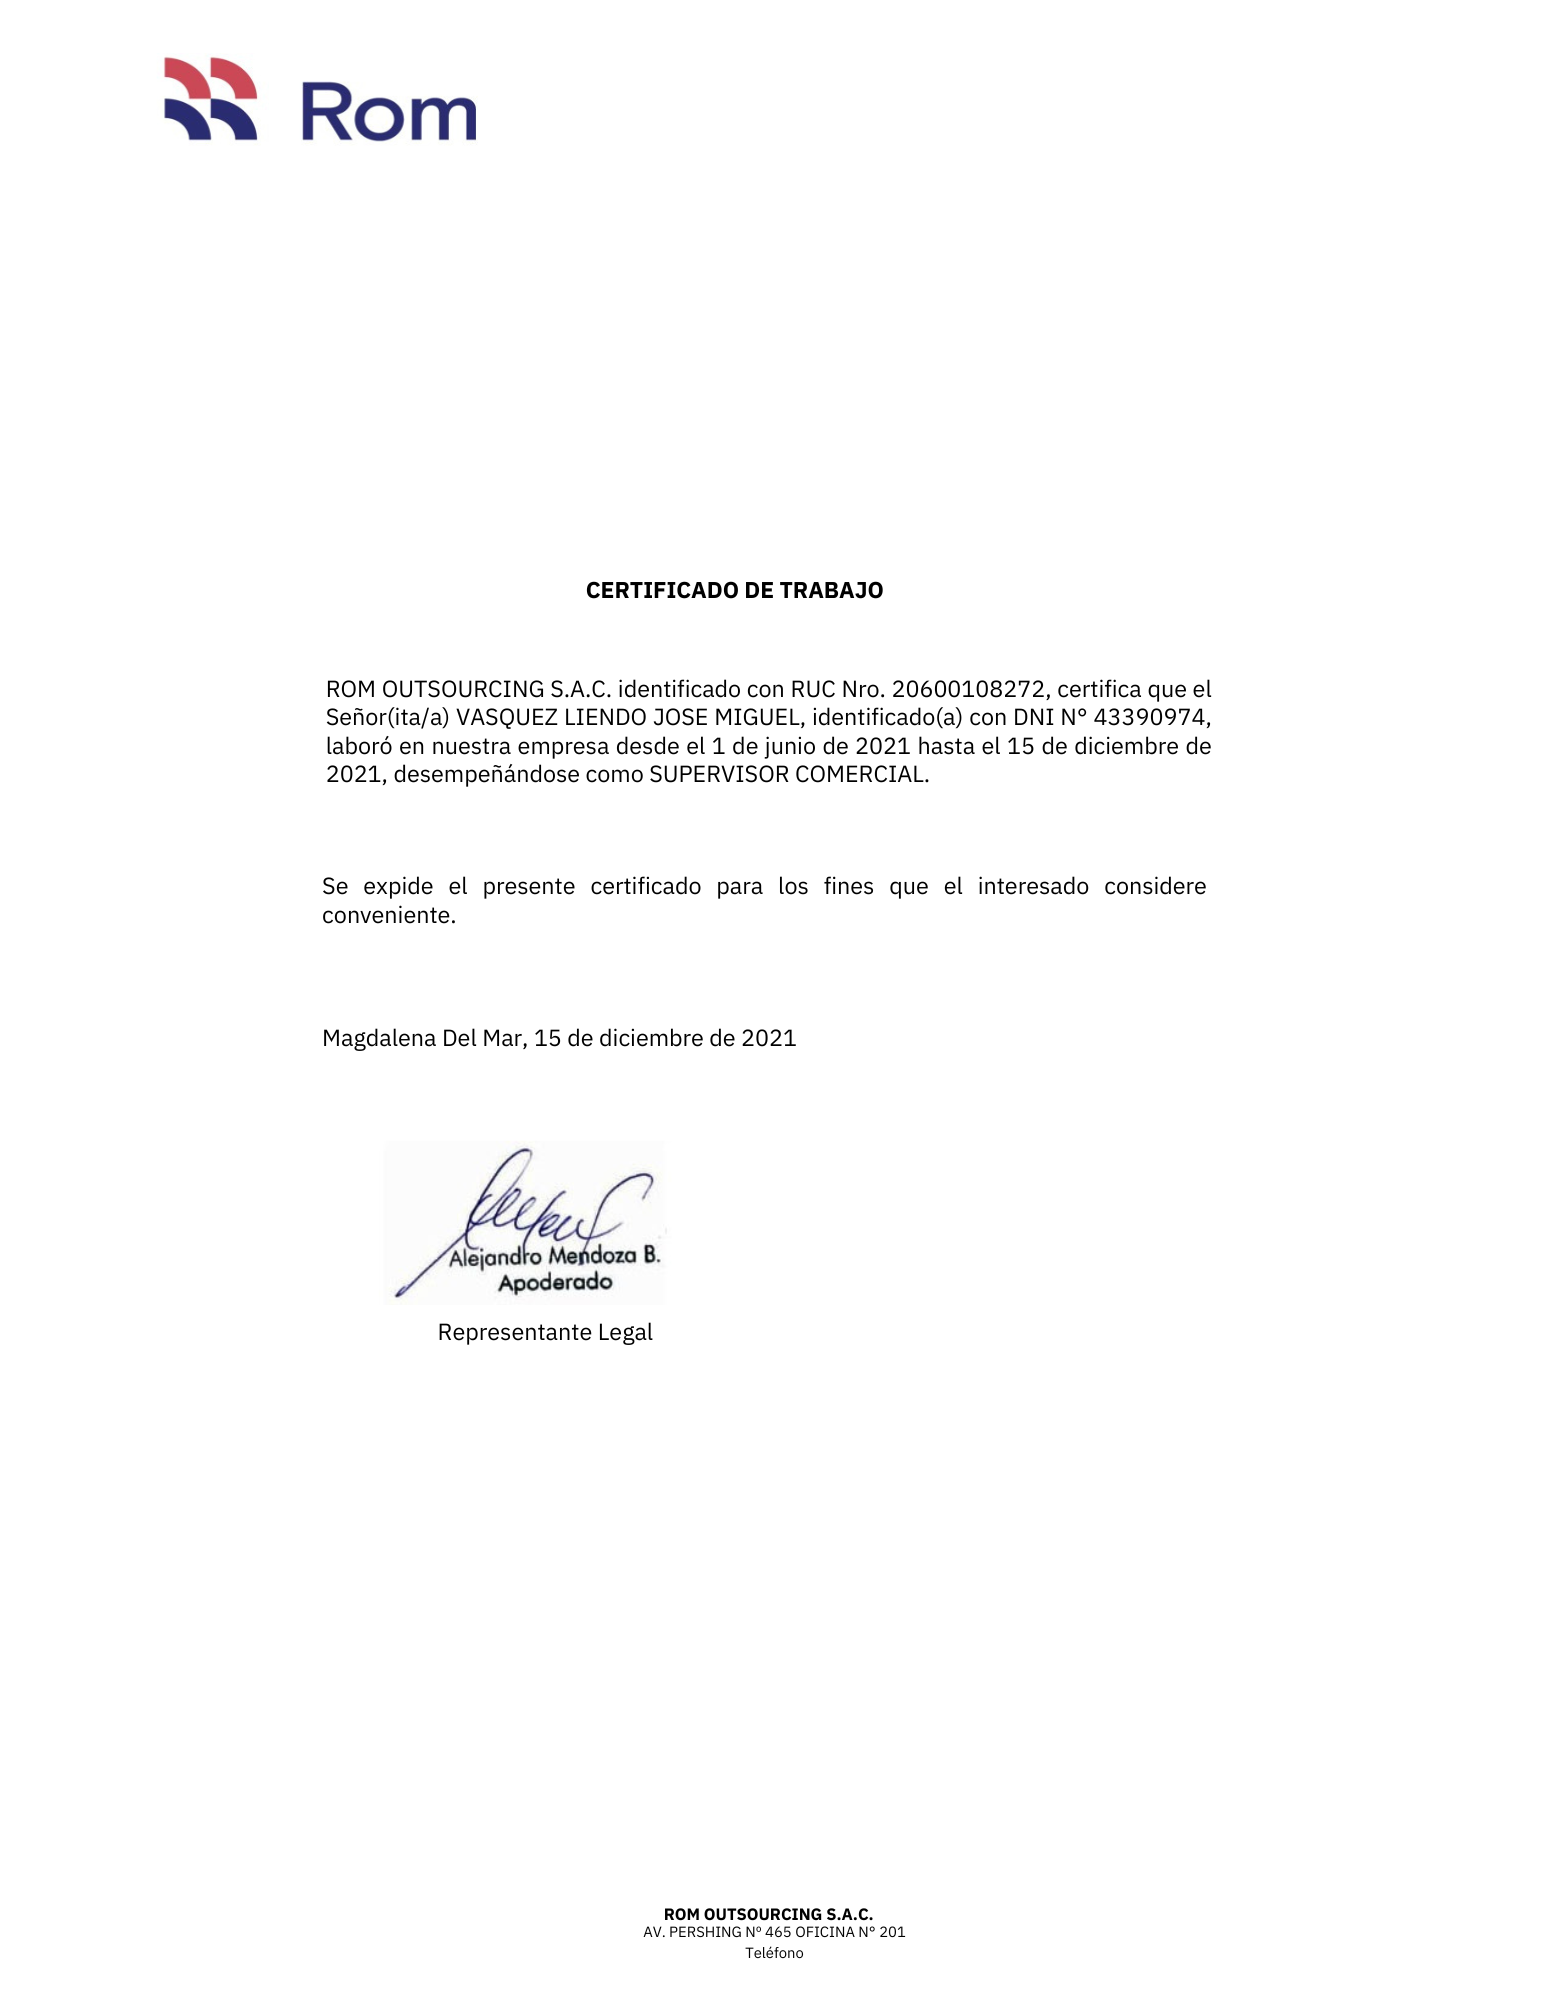 Rom
CERTIFICADO DE TRABAJO
ROM OUTSOURCING S.A.C. identificado con RUC Nro. 20600108272, certifica que el
Señor(ita/a) VASQUEZ LIENDO JOSE MIGUEL, identificado(a) con DNI N° 43390974,
laboró en nuestra empresa desde el 1 de junio de 2021 hasta el 15 de diciembre de
2021, desempeñándose como SUPERVISOR COMERCIAL.
Se expide el presente certificado para los fines que el interesado considere
conveniente.
Magdalena Del Mar, 15 de diciembre de 2021
Alejandro Mendoza B.
Apoderado
Representante Legal
ROM OUTSOURCING S.A.C.
AV. PERSHING Nº 465 OFICINA N° 201
Teléfono